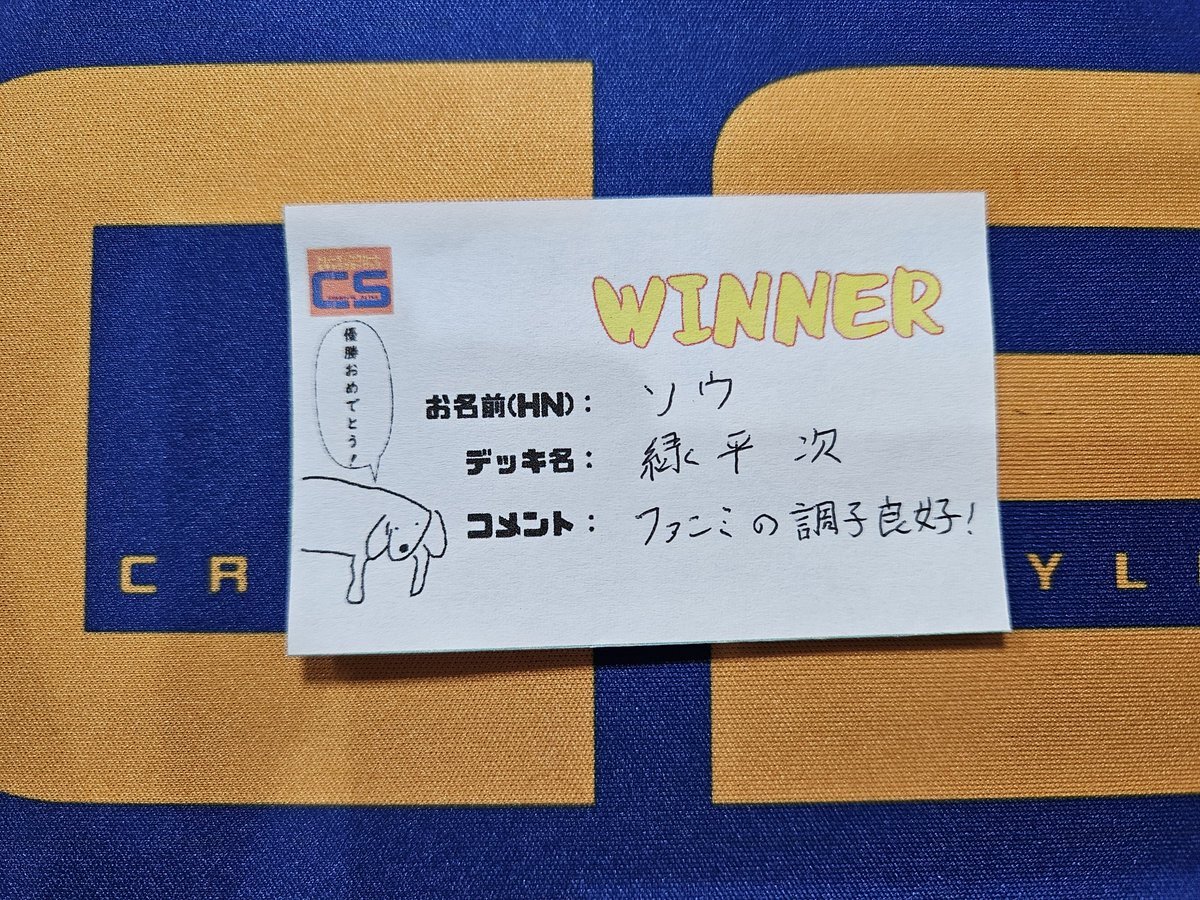 CS
WINNER
優勝おめでとう!
お名前(HN): ソウ
デッキ名: 緑平次
コメント: ファンミの調子良好!
CS
CR
YL